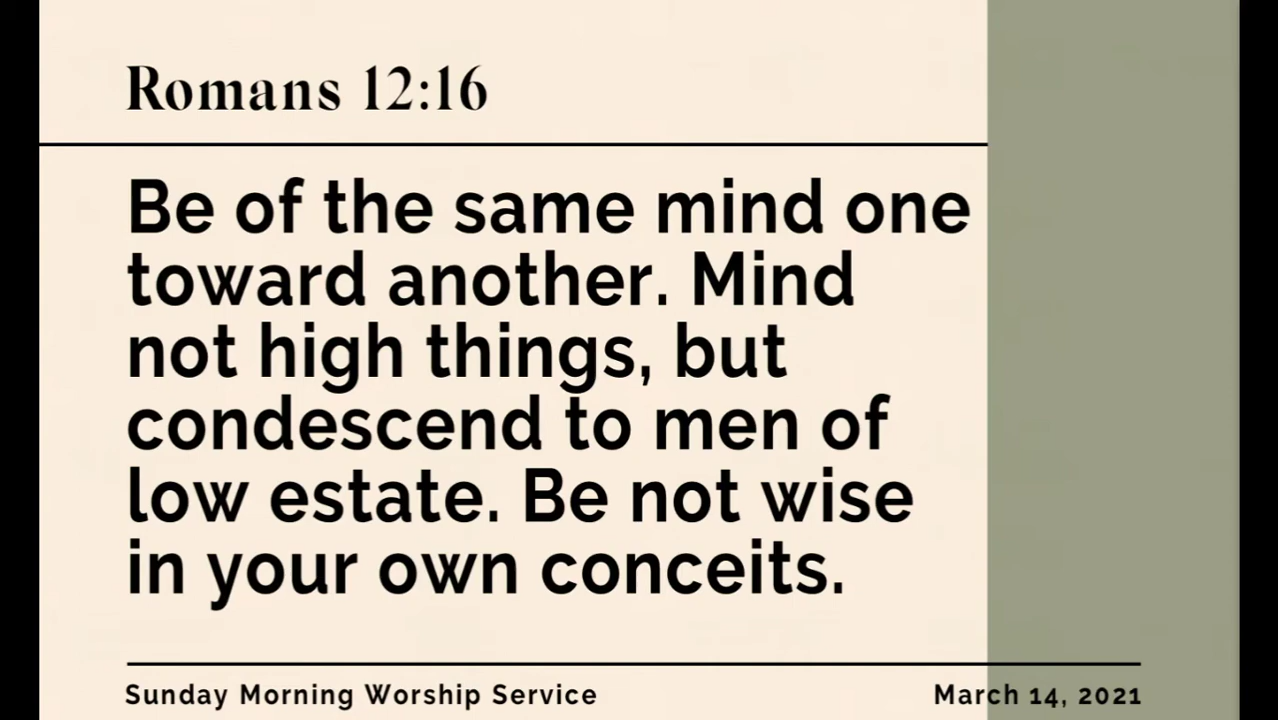 Romans 12:16
Be of the same mind one
toward another. Mind
not high things, but
condescend to men of
low estate. Be not wise
in your own conceits.
Sunday Morning Worship Service
March 14, 2021